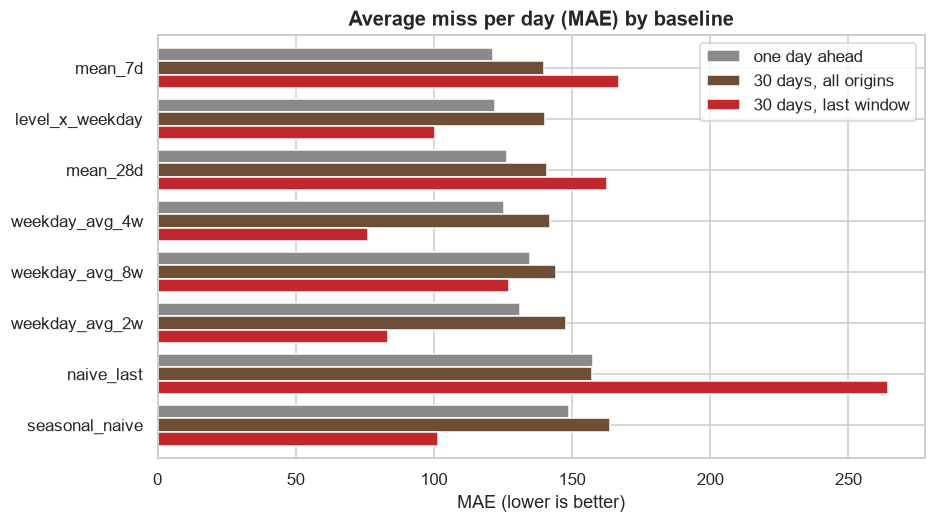 Average miss per day (MAE) by baseline
one day ahead
30 days, all origins
30 days, last window
mean_7d
level_x_weekday
mean_28d
weekday_avg_4w
weekday_avg_8w
weekday_avg_2w
naive_last
seasonal_naive
0 50 100 150 200 250
MAE (lower is better)